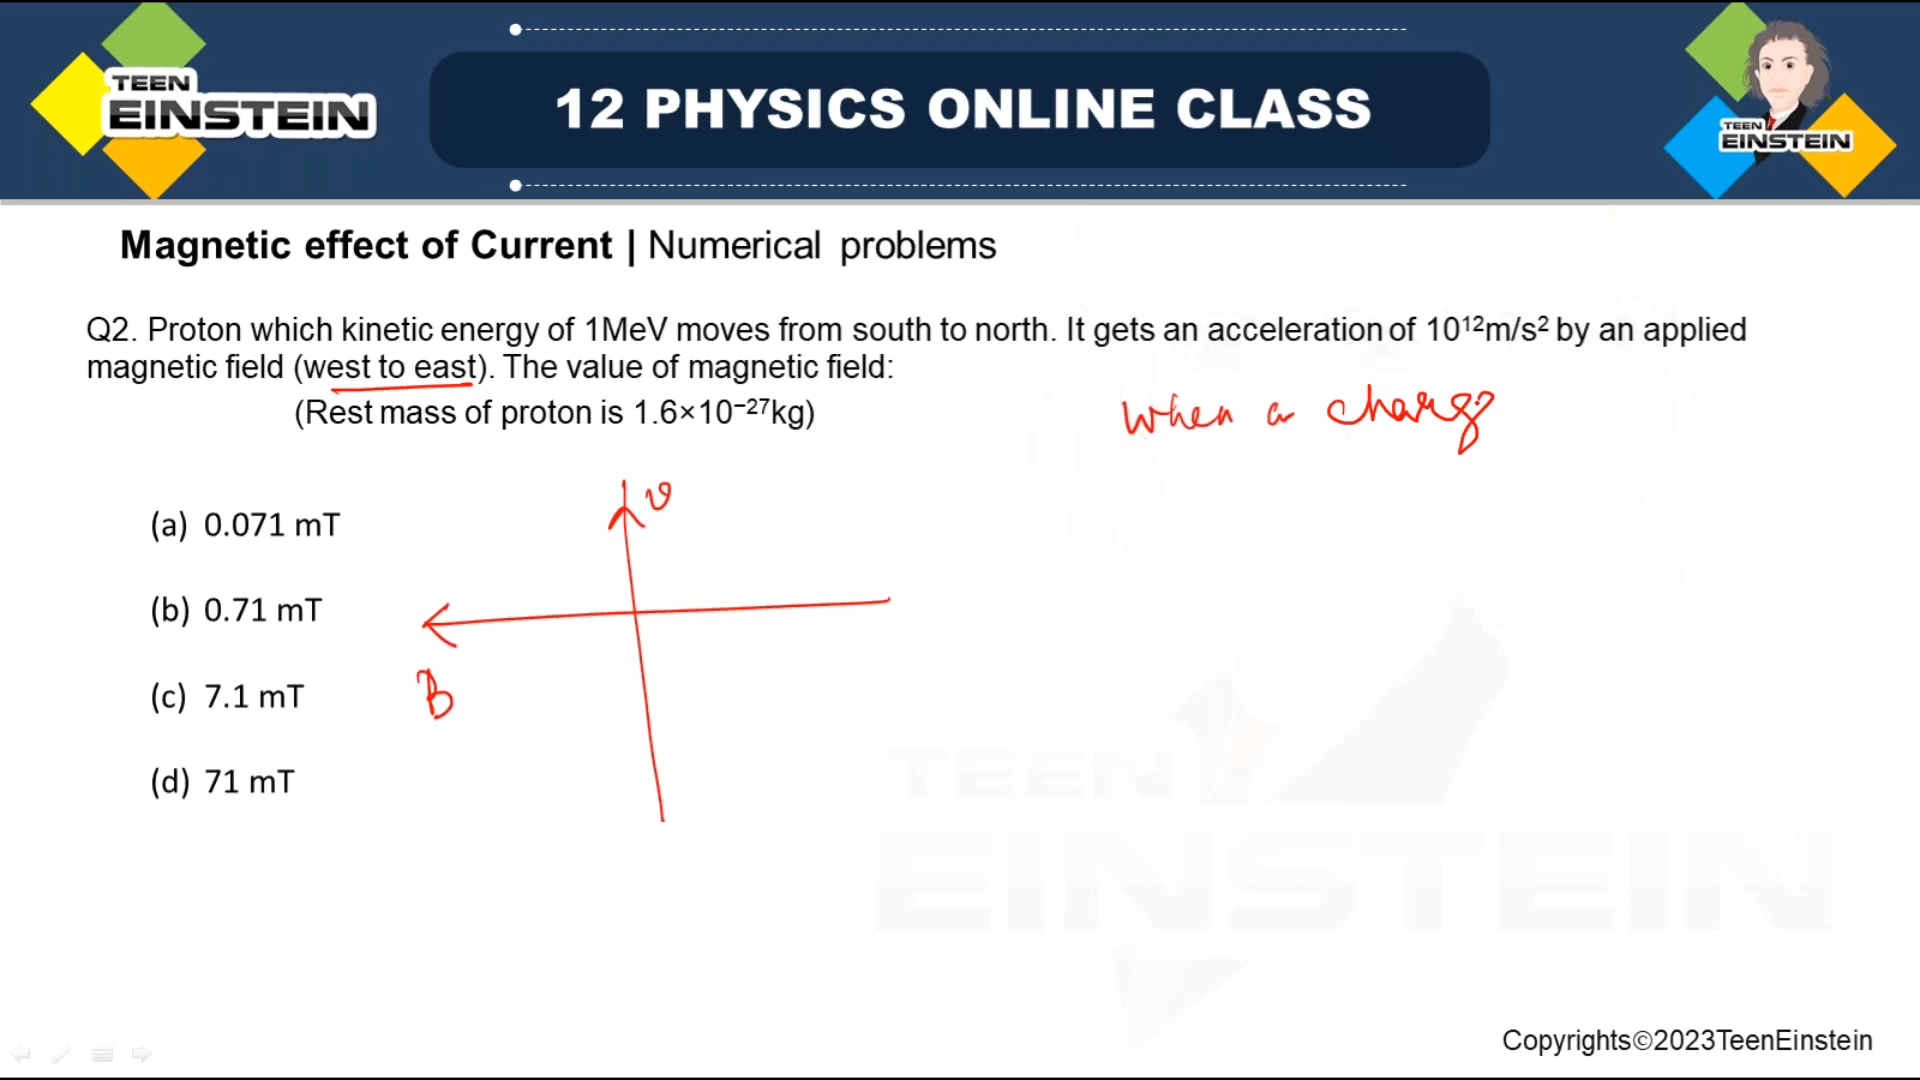 TEEN
EINSTEIN
12 PHYSICS ONLINE CLASS
TEEN
EINSTEIN
Magnetic effect of Current | Numerical problems
Q2. Proton which kinetic energy of 1MeV moves from south to north. It gets an acceleration of 10¹²m/s² by an applied
magnetic field (west to east). The value of magnetic field:
(Rest mass of proton is 1.6×10⁻²⁷kg)
When a charg
(a) 0.071 mT
v
(b) 0.71 mT
(c) 7.1 mT
B
(d) 71 mT
TEEN
EINSTEIN
Copyrights©2023TeenEinstein